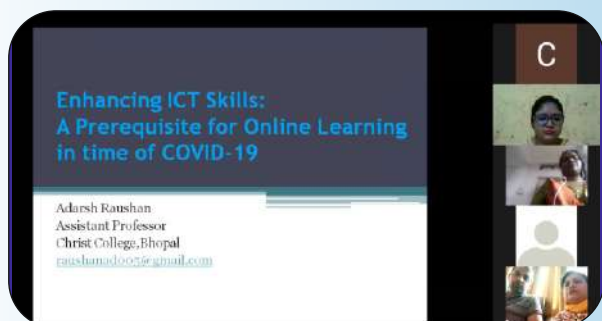 Enhancing ICT Skills:
A Prerequisite for Online Learning
in time of COVID-19
Adarsh Raushan
Assistant Professor
Christ College,Bhopal
C